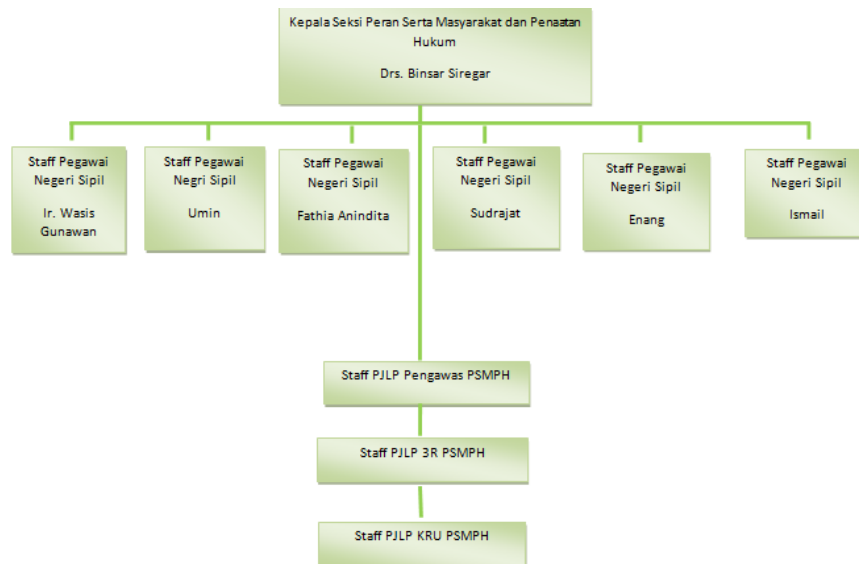 Kepala Seksi Peran Serta Masyarakat dan Penaatan
Hukum
Drs. Binsar Siregar
Staff Pegawai
Negeri Sipil
Ir. Wasis
Gunawan
Staff Pegawai
Negri Sipil
Umin
Staff Pegawai
Negeri Sipil
Fathia Anindita
Staff Pegawai
Negeri Sipil
Sudrajat
Staff Pegawai
Negeri Sipil
Enang
Staff Pegawai
Negeri Sipil
Ismail
Staff PJLP Pengawas PSMPH
Staff PJLP 3R PSMPH
Staff PJLP KRU PSMPH